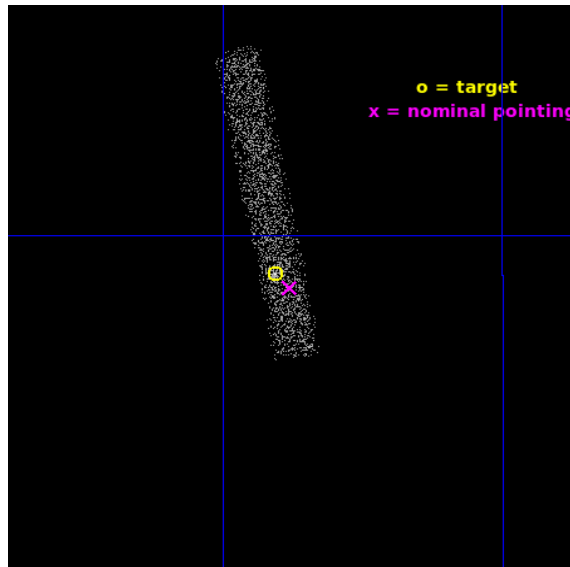 o = target
x = nominal pointing